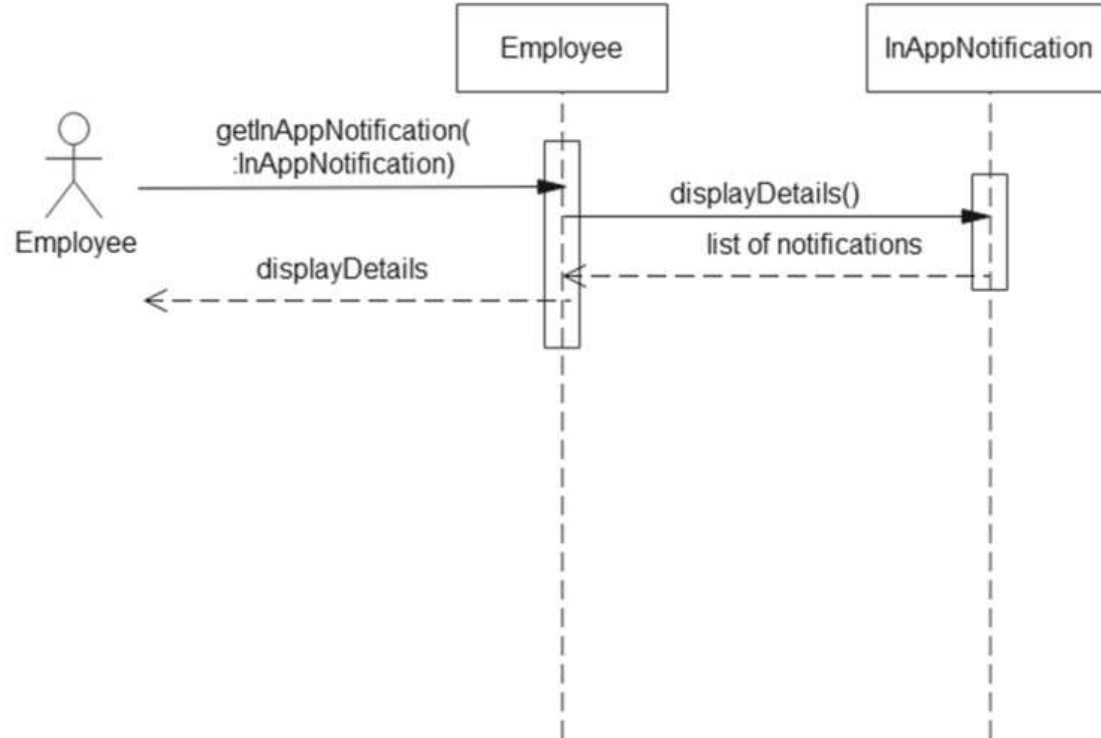 Employee
InAppNotification
getInAppNotification(
:InAppNotification)
Employee
displayDetails()
list of notifications
displayDetails